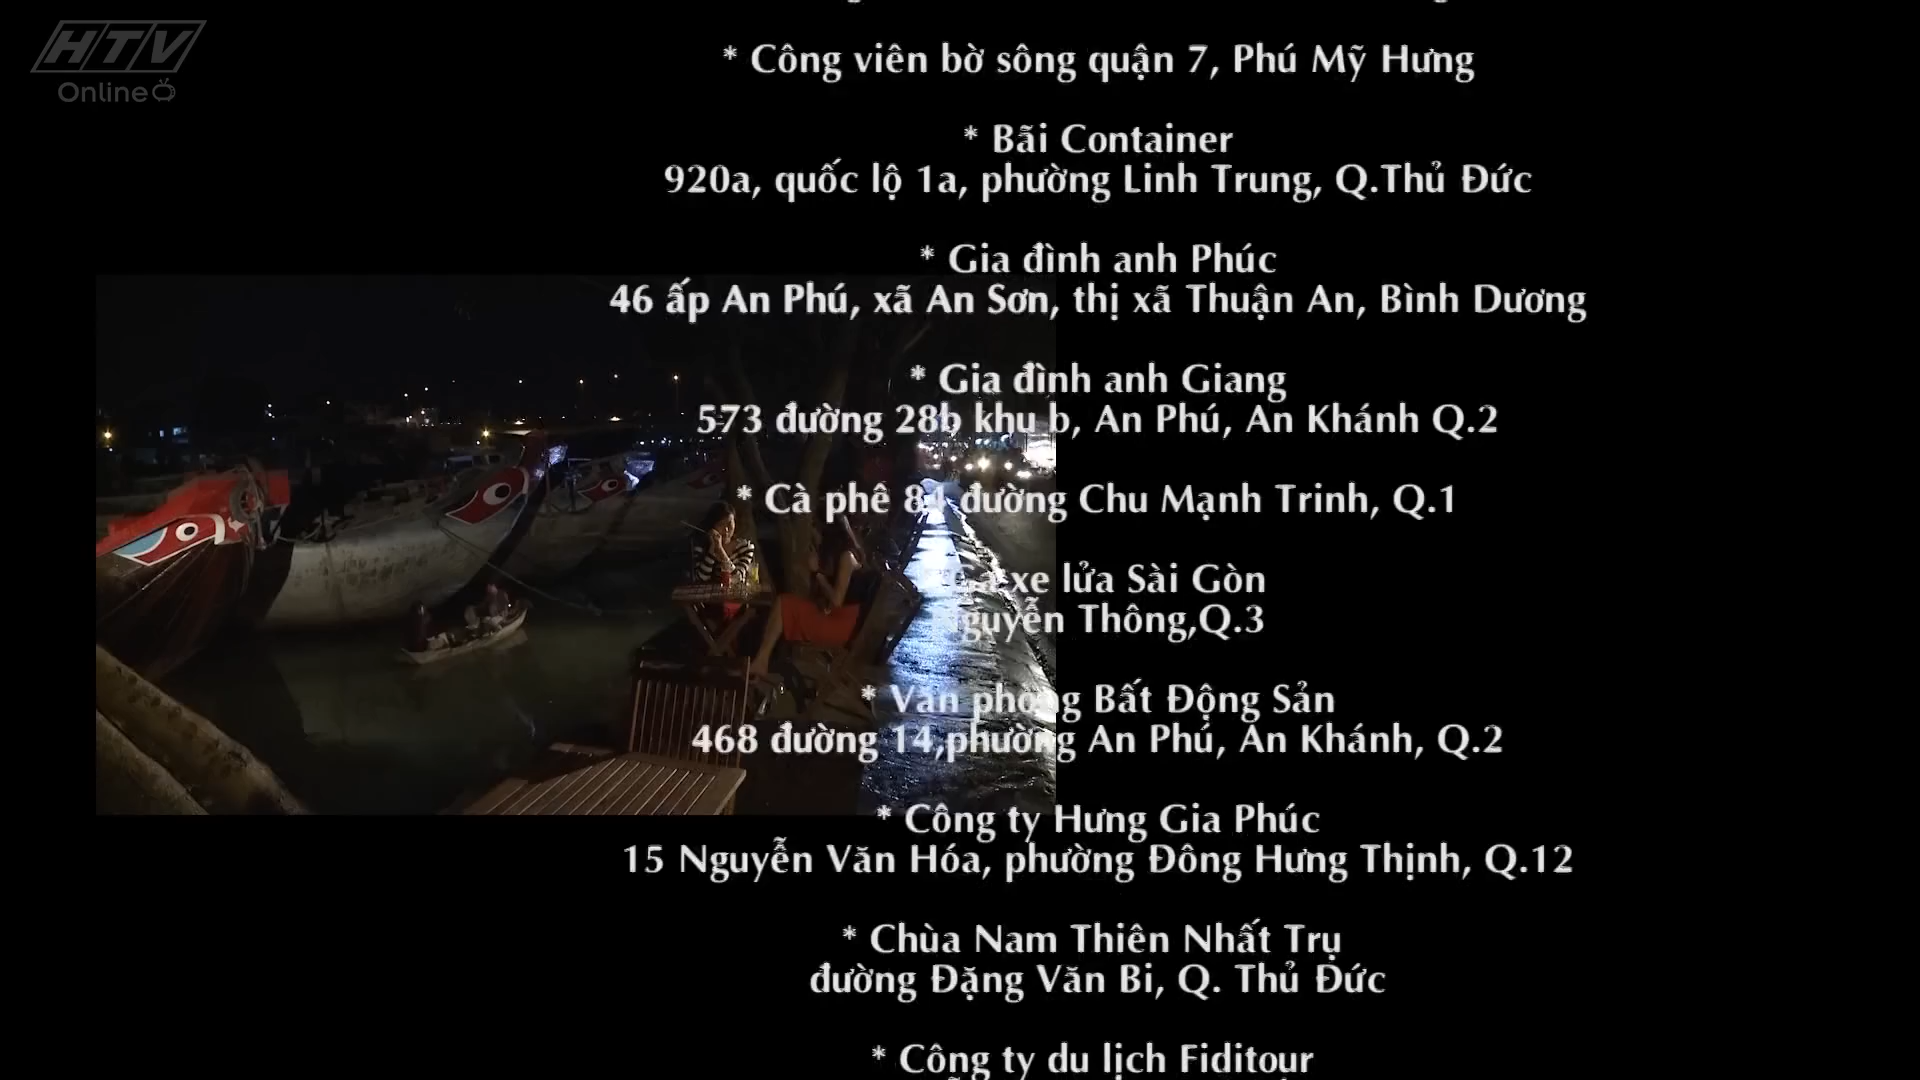 HTV
Online
* Công viên bờ sông quận 7, Phú Mỹ Hưng
* Bãi Container
920a, quốc lộ 1a, phường Linh Trung, Q.Thủ Đức
* Gia đình anh Phúc
46 ấp An Phú, xã An Sơn, thị xã Thuận An, Bình Dương
* Gia đình anh Giang
573 đường 28b khu b, An Phú, An Khánh Q.2
* Cà phê đường Chu Mạnh Trinh, Q.1
xe lửa Sài Gòn
Nguyễn Thông,Q.3
* Văn phòng Bất Động Sản
468 đường 14,phường An Phú, An Khánh, Q.2
* Công ty Hưng Gia Phúc
15 Nguyễn Văn Hóa, phường Đông Hưng Thịnh, Q.12
* Chùa Nam Thiên Nhất Trụ
đường Đặng Văn Bi, Q. Thủ Đức
* Công ty du lịch Fiditour